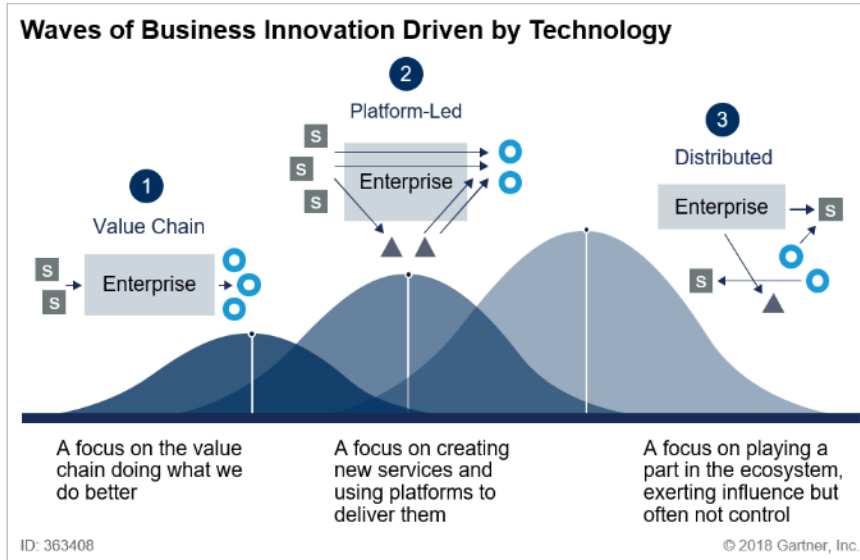 Waves of Business Innovation Driven by Technology
1
Value Chain
S
S
Enterprise
2
Platform-Led
S
S
S
Enterprise
3
Distributed
Enterprise
S
S
A focus on the value
chain doing what we
do better
A focus on creating
new services and
using platforms to
deliver them
A focus on playing a
part in the ecosystem,
exerting influence but
often not control
ID: 363408
© 2018 Gartner, Inc.